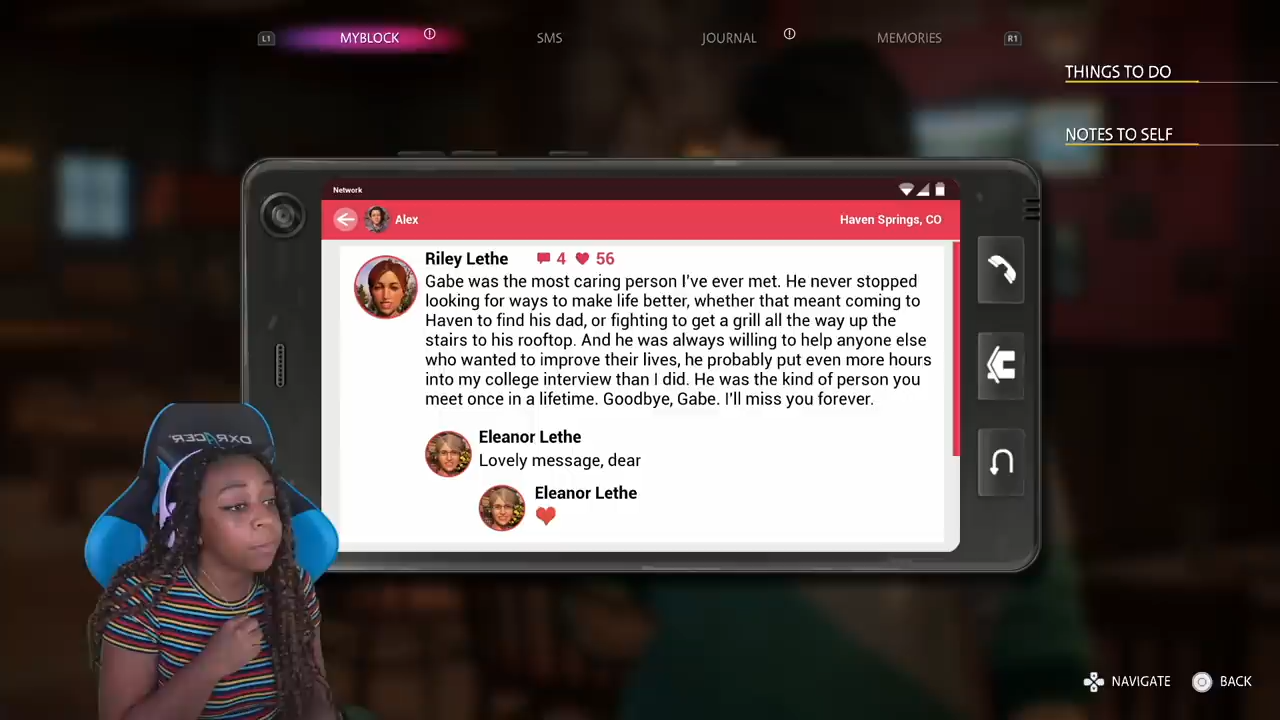 L1
MYBLOCK
SMS
JOURNAL
MEMORIES
R1
THINGS TO DO
NOTES TO SELF
Network
Alex
Haven Springs, CO
Riley Lethe 4 56
Gabe was the most caring person I've ever met. He never stopped
looking for ways to make life better, whether that meant coming to
Haven to find his dad, or fighting to get a grill all the way up the
stairs to his rooftop. And he was always willing to help anyone else
who wanted to improve their lives, he probably put even more hours
into my college interview than I did. He was the kind of person you
meet once in a lifetime. Goodbye, Gabe. I'll miss you forever.
Eleanor Lethe
Lovely message, dear
Eleanor Lethe
DXRACER
NAVIGATE
BACK